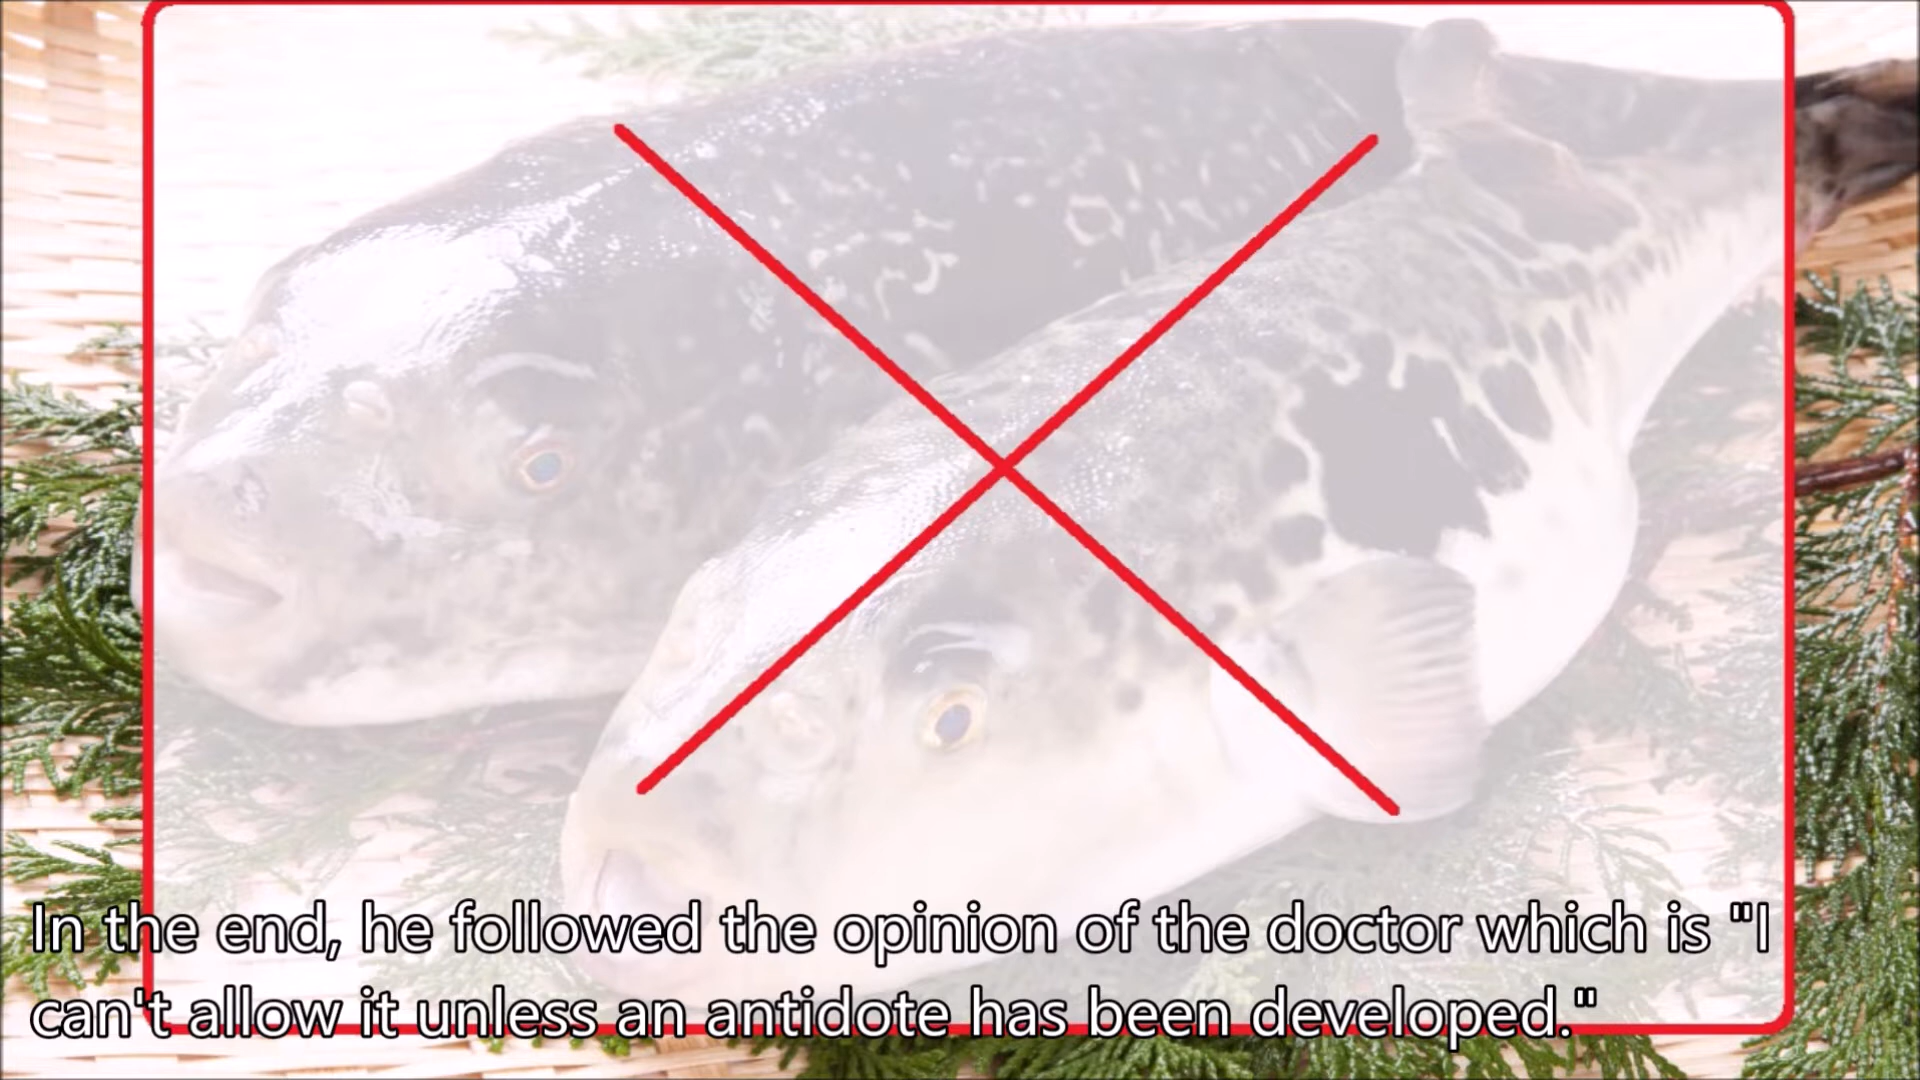 In the end, he followed the opinion of the doctor which is "I
can't allow it unless an antidote has been developed."